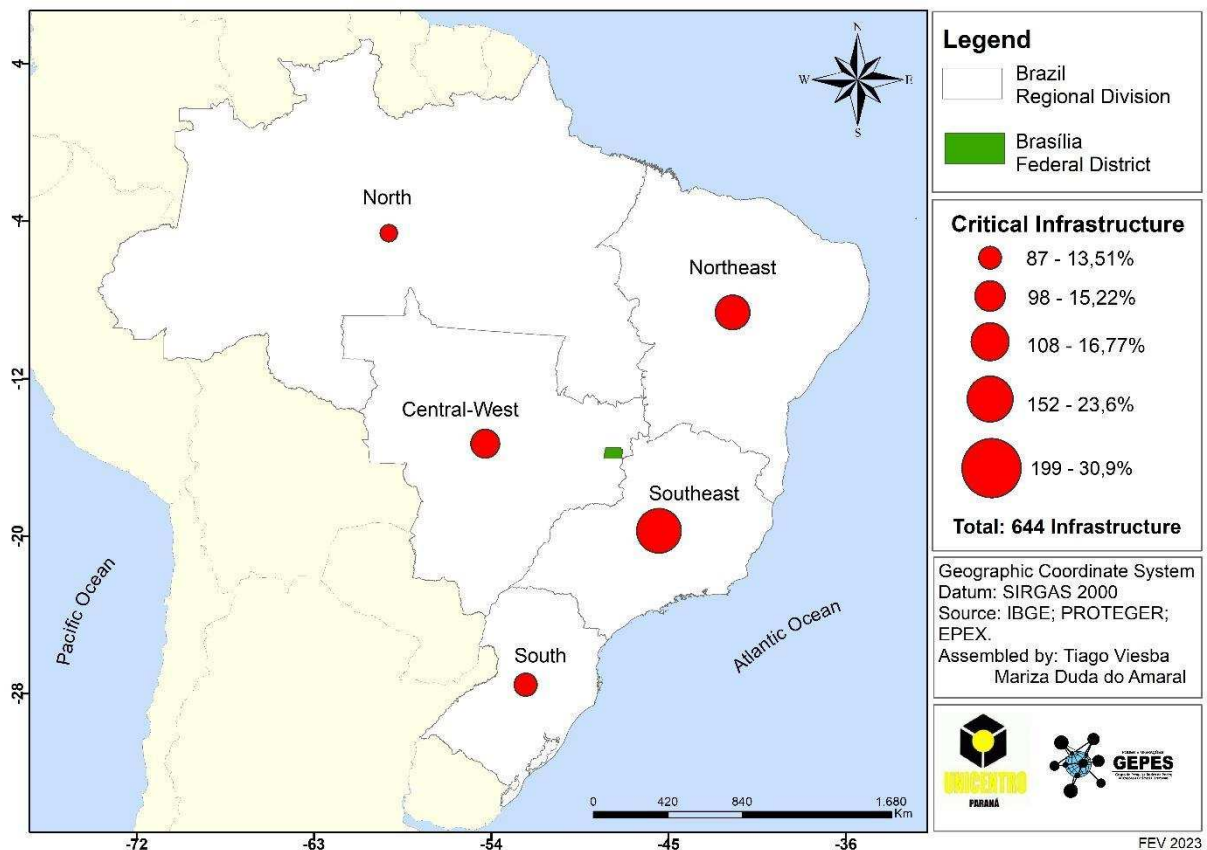 N
W
E
S
4
4
-12
-20
-28
North
Northeast
Central-West
Southeast
South
Pacific Ocean
Atlantic Ocean
0
420
840
1.680
Km
-72
-63
-54
-45
-36
Legend
Brazil
Regional Division
Brasília
Federal District
Critical Infrastructure
87 - 13,51%
98 - 15,22%
108 - 16,77%
152 - 23,6%
199 - 30,9%
Total: 644 Infrastructure
Geographic Coordinate System
Datum: SIRGAS 2000
Source: IBGE; PROTEGER;
EPEX.
Assembled by: Tiago Viesba
Mariza Duda do Amaral
UNICENTRO
PARANÁ
GEPES
FEV 2023